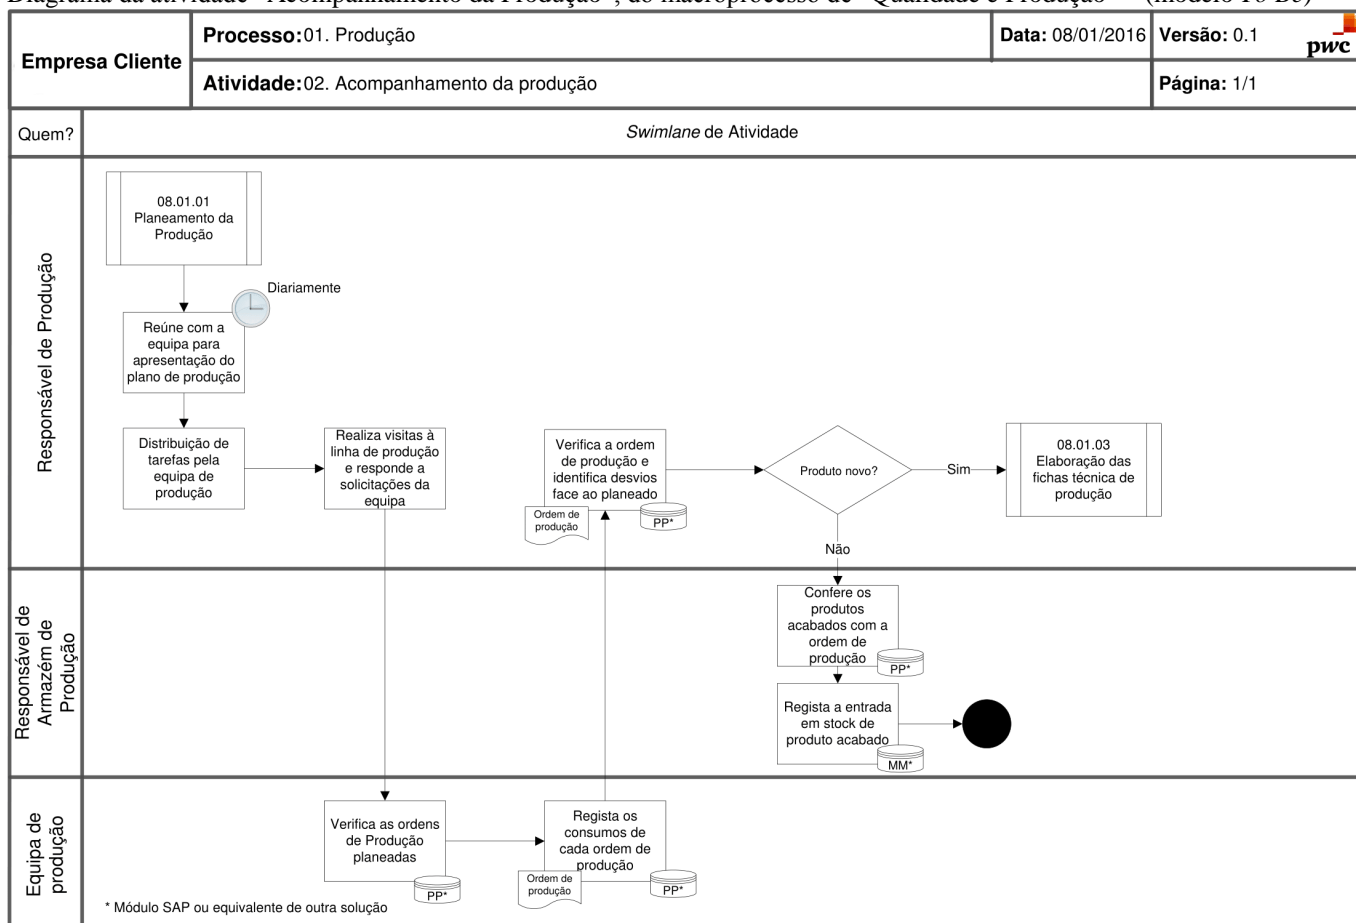 Diagrama da atividade "Acompanhamento da Produção", do macroprocesso de "Qualidade e Produção" – (modelo To-Be)
Empresa Cliente
Processo: 01. Produção
Data: 08/01/2016
Versão: 0.1
pwc
Atividade: 02. Acompanhamento da produção
Página: 1/1
Quem?
Swimlane de Atividade
Responsável de Produção
08.01.01
Planeamento da
Produção
Diariamente
Reúne com a
equipa para
apresentação do
plano de produção
Distribuição de
tarefas pela
equipa de
produção
Realiza visitas à
linha de produção
e responde a
solicitações da
equipa
Verifica a ordem
de produção e
identifica desvios
face ao planeado
Ordem de
produção
PP*
Produto novo?
Sim
08.01.03
Elaboração das
fichas técnica de
produção
Não
Responsável de
Armazém de
Produção
Confere os
produtos
acabados com a
ordem de
produção
PP*
Regista a entrada
em stock de
produto acabado
MM*
Equipa de
produção
Verifica as ordens
de Produção
planeadas
PP*
Regista os
consumos de
cada ordem de
produção
Ordem de
produção
PP*
* Módulo SAP ou equivalente de outra solução